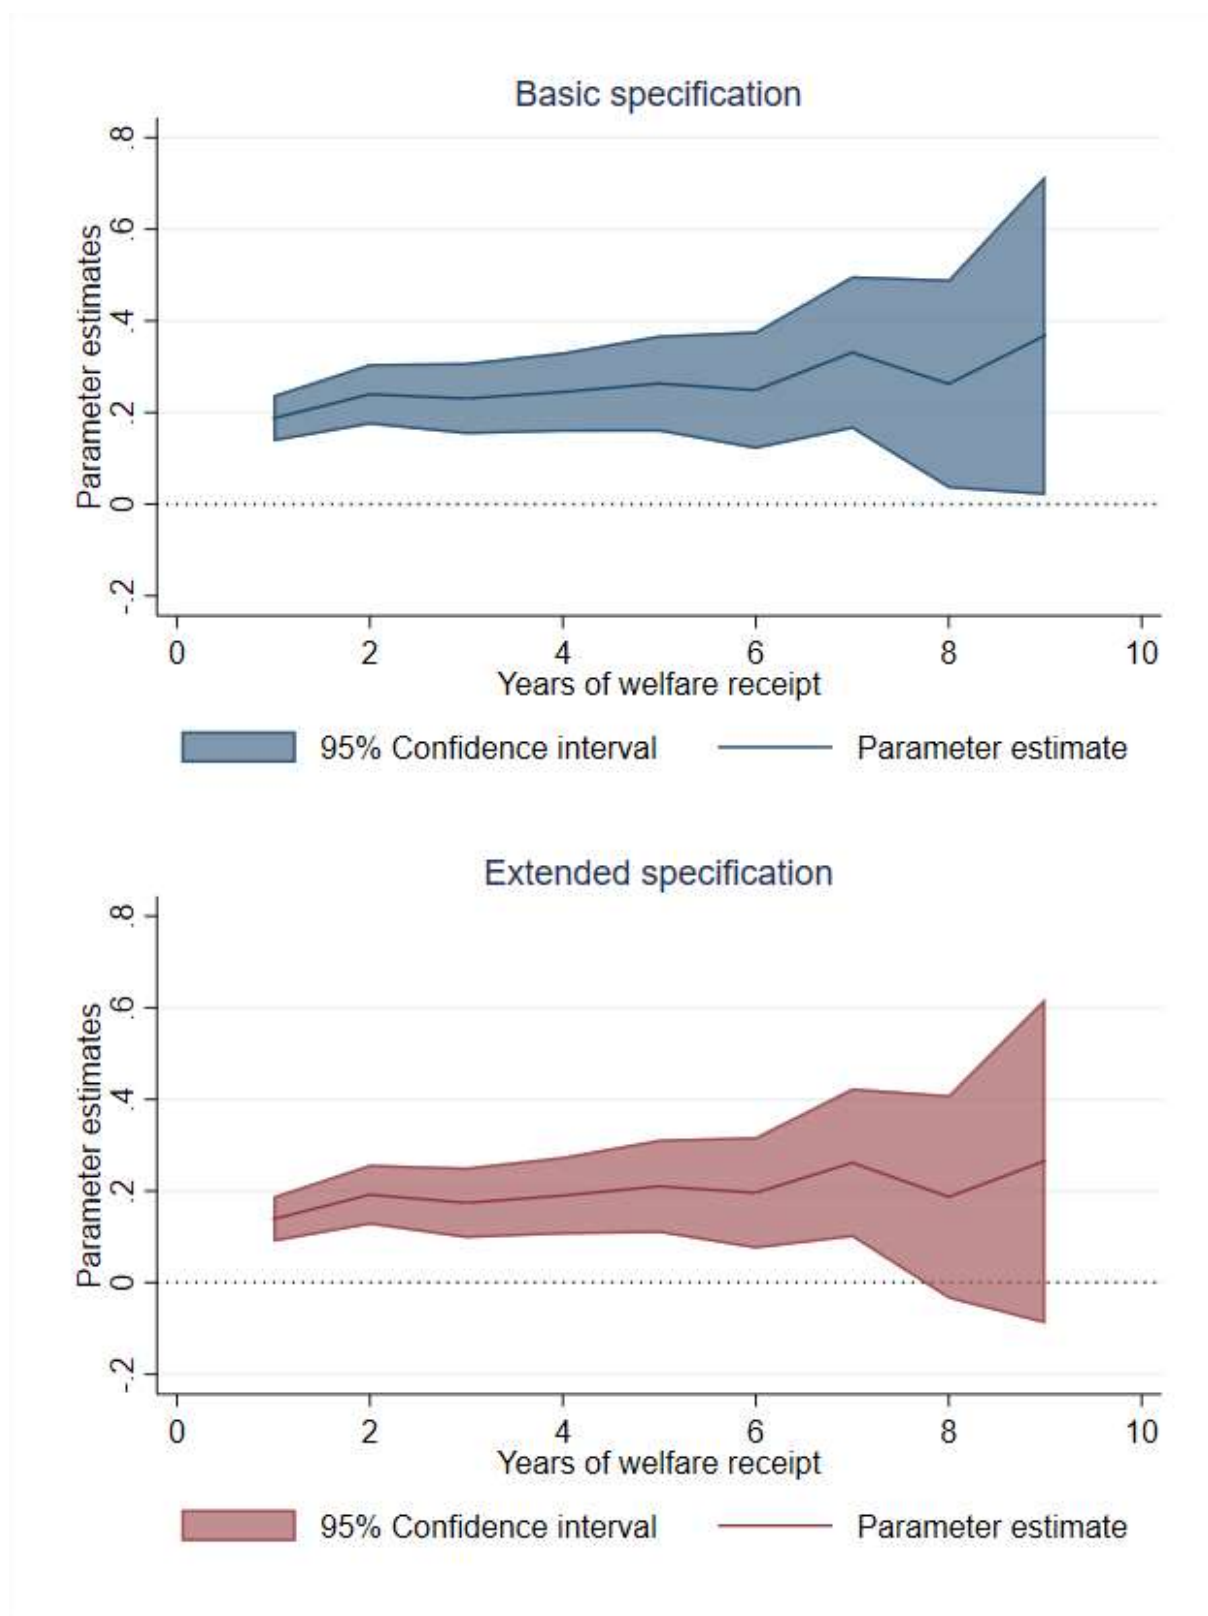 Basic specification
Parameter estimates
.8
.6
.4
.2
0
-.2
0 2 4 6 8 10
Years of welfare receipt
95% Confidence interval Parameter estimate
Extended specification
Parameter estimates
.8
.6
.4
.2
0
-.2
0 2 4 6 8 10
Years of welfare receipt
95% Confidence interval Parameter estimate